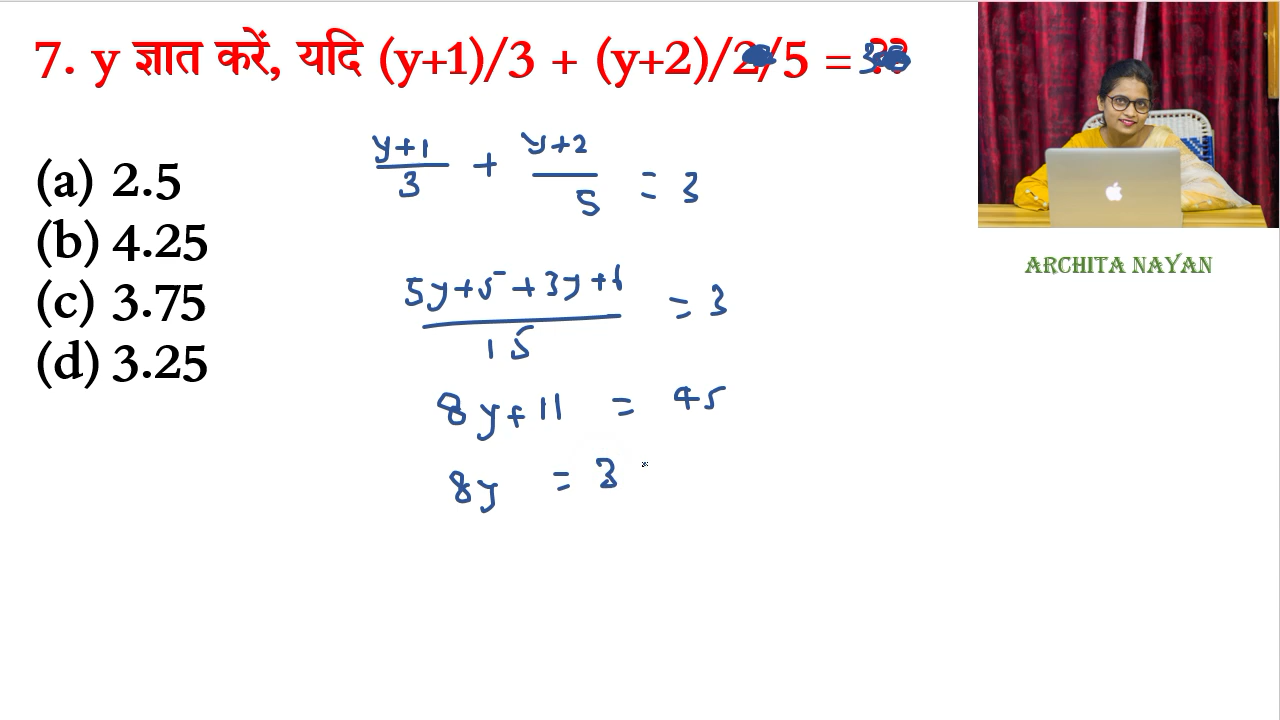 7. y ज्ञात करें, यदि (y+1)/3 + (y+2)/2/5 = 3
(a) 2.5
(b) 4.25
(c) 3.75
(d) 3.25
y+1/3 + y+2/5 = 3
5y+5+3y+6/15 = 3
8y+11 = 45
8y = 3
ARCHITA NAYAN